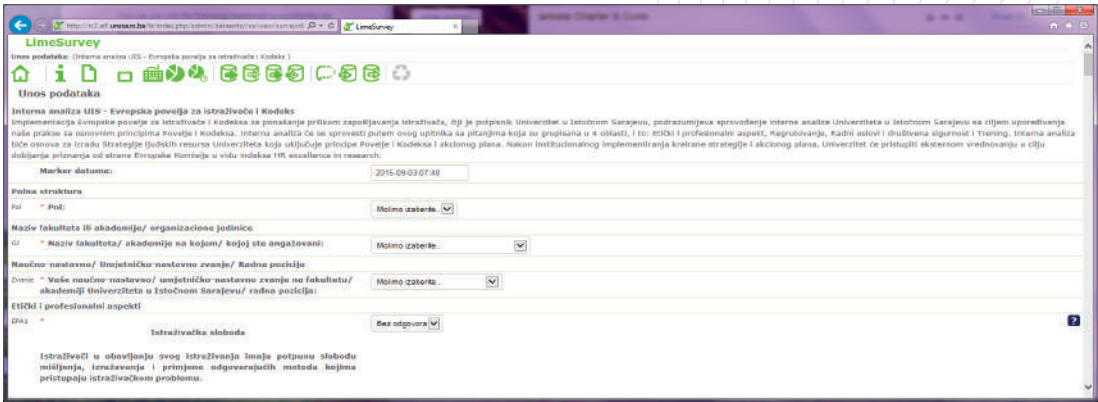 LimeSurvey
LimeSurvey
Unos podataka: (Interna analiza UIS - Evropska povelja za istraživače i Kodeks )
Unos podataka
Interna analiza UIS - Evropska povelja za istraživače i Kodeks
Implementacija Evropske povelje za istraživače i Kodeksa za ponašanje prilikom zapošljavanja istraživača, čiji je potpisnik Univerzitet u Istočnom Sarajevu, podrazumijeva sprovođenje interne analize Univerziteta u Istočnom Sarajevu sa ciljem upoređivanja
naše prakse sa osnovnim principima Povelje i Kodeksa. Interna analiza će se sprovesti putem ovog upitnika sa pitanjima koja su grupisana u 4 oblasti, i to: Etički i profesionalni aspekt, Regrutovanje, Radni uslovi i društvena sigurnost i Trening. Interna analiza
biće osnova za izradu Strategije ljudskih resursa Univerziteta koja uključuje principe Povelje i Kodeksa i akcionog plana. Nakon institucionalnog implementiranja kreirane strategije i akcionog plana, Univerzitet će pristupiti eksternom vrednovanju u cilju
dobijanja priznanja od strane Evropske Komisije u vidu indeksa HR excellence in research.
Marker datuma: 2015-09-03 07:48
Polna struktura
Pol * Pol: Molimo izaberite..
Naziv fakulteta ili akademije/ organizacione jedinice
* Naziv fakulteta/ akademije na kojem/ kojoj ste angažovani: Molimo izaberite..
Naučno-nastavno/ Umjetničko-nastavno zvanje/ Radna pozicija
Zvanje * Vaše naučno-nastavno/ umjetničko-nastavno zvanje na fakultetu/ Molimo izaberite..
akademiji Univerziteta u Istočnom Sarajevu/ radna pozicija:
Etički i profesionalni aspekti
EPA1 * Bez odgovora
Istraživačka sloboda
Istraživači u obavljanju svog istraživanja imaju potpunu slobodu
mišljenja, izražavanja i primjene odgovarajućih metoda kojima
pristupaju istraživačkom problemu.